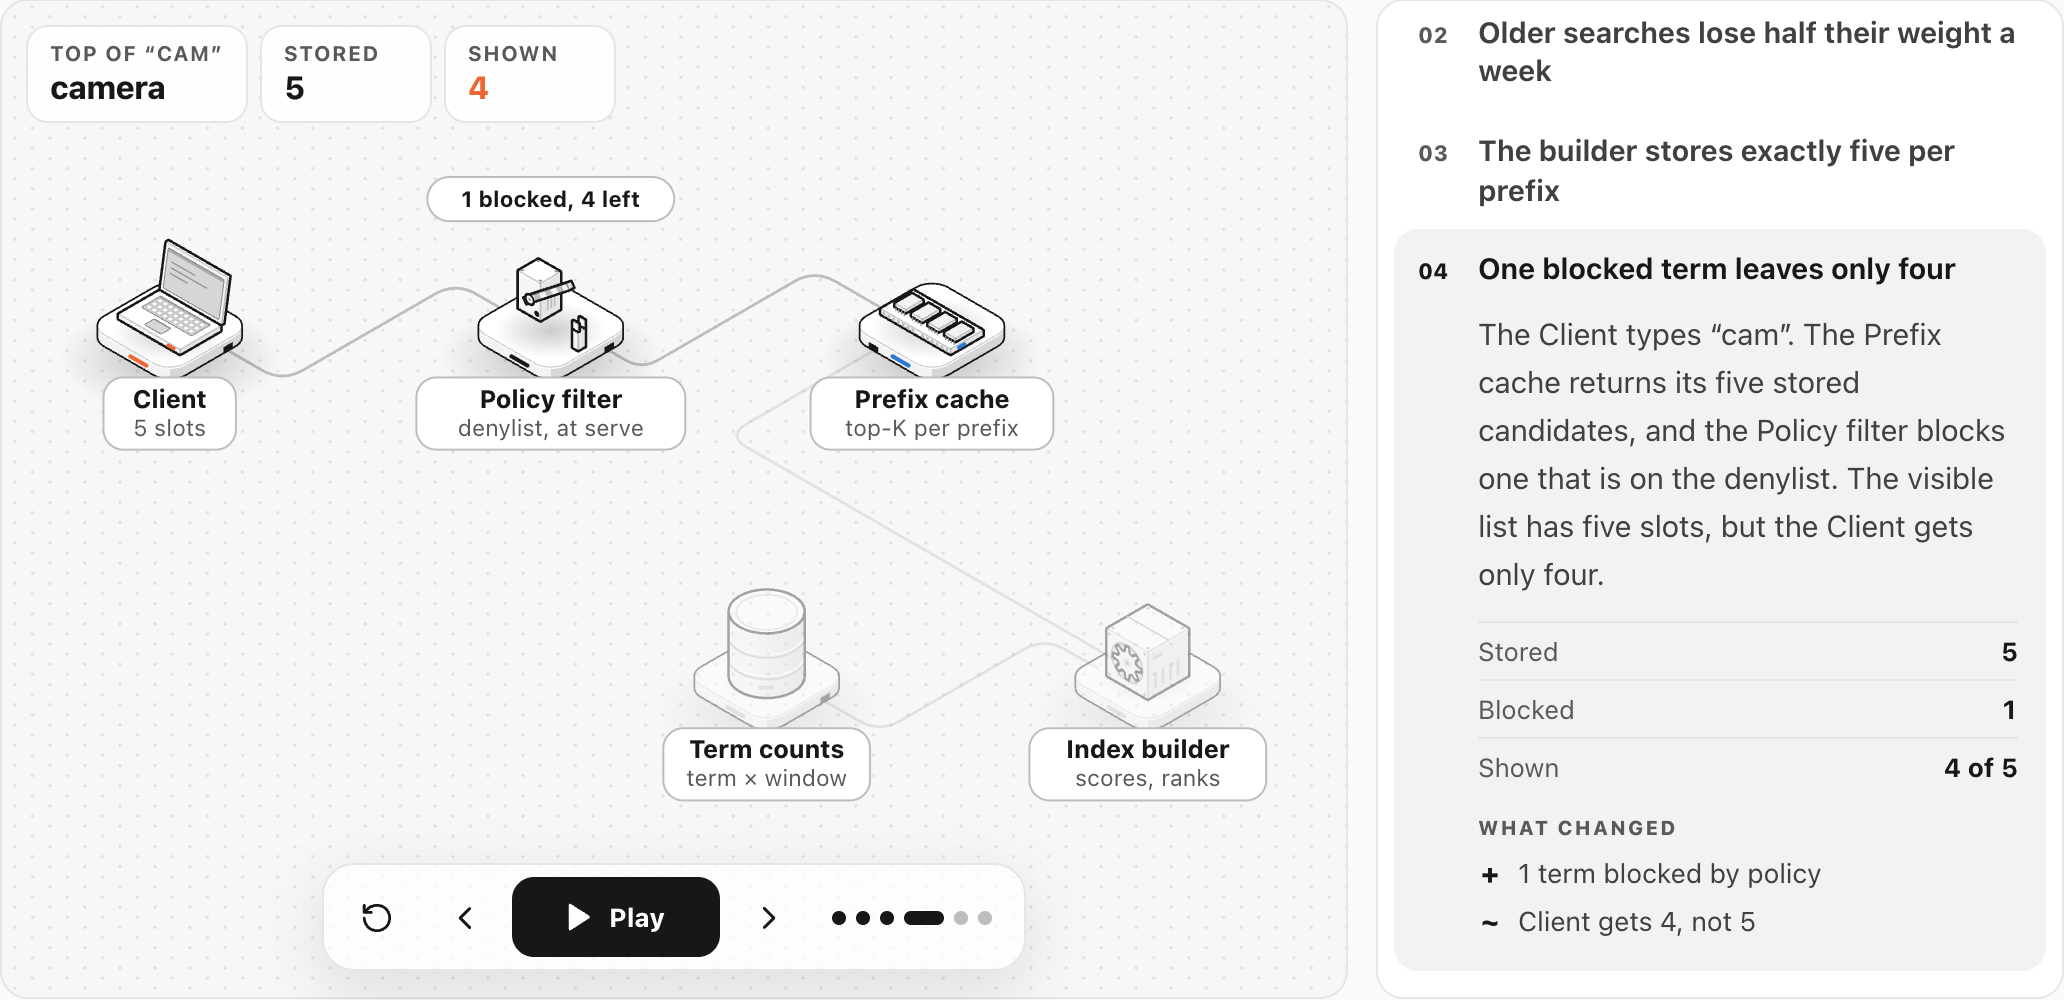 TOP OF “CAM”
camera
STORED
5
SHOWN
4
1 blocked, 4 left
Client
5 slots
Policy filter
denylist, at serve
Prefix cache
top-K per prefix
Term counts
term × window
Index builder
scores, ranks
Play
02 Older searches lose half their weight a
week
03 The builder stores exactly five per
prefix
04 One blocked term leaves only four
The Client types “cam”. The Prefix
cache returns its five stored
candidates, and the Policy filter blocks
one that is on the denylist. The visible
list has five slots, but the Client gets
only four.
Stored 5
Blocked 1
Shown 4 of 5
WHAT CHANGED
+ 1 term blocked by policy
~ Client gets 4, not 5